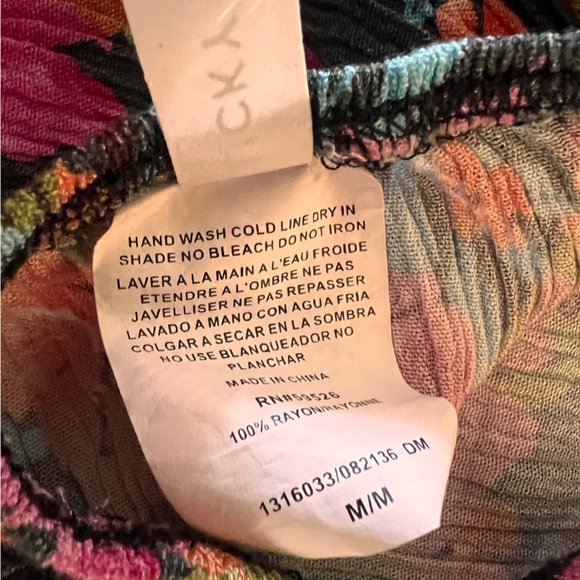 CKY
HAND WASH COLD LINE DRY IN
SHADE NO BLEACH DO NOT IRON
LAVER A LA MAIN A L'EAU FROIDE
ETENDRE A L'OMBRE NE PAS
JAVELLISER NE PAS REPASSER
LAVADO A MANO CON AGUA FRIA
COLGAR A SECAR EN LA SOMBRA
NO USE BLANQUEADOR NO
PLANCHAR
MADE IN CHINA
RN#59526
100% RAYON/RAYONNE
1316033/082136 DM
M/M